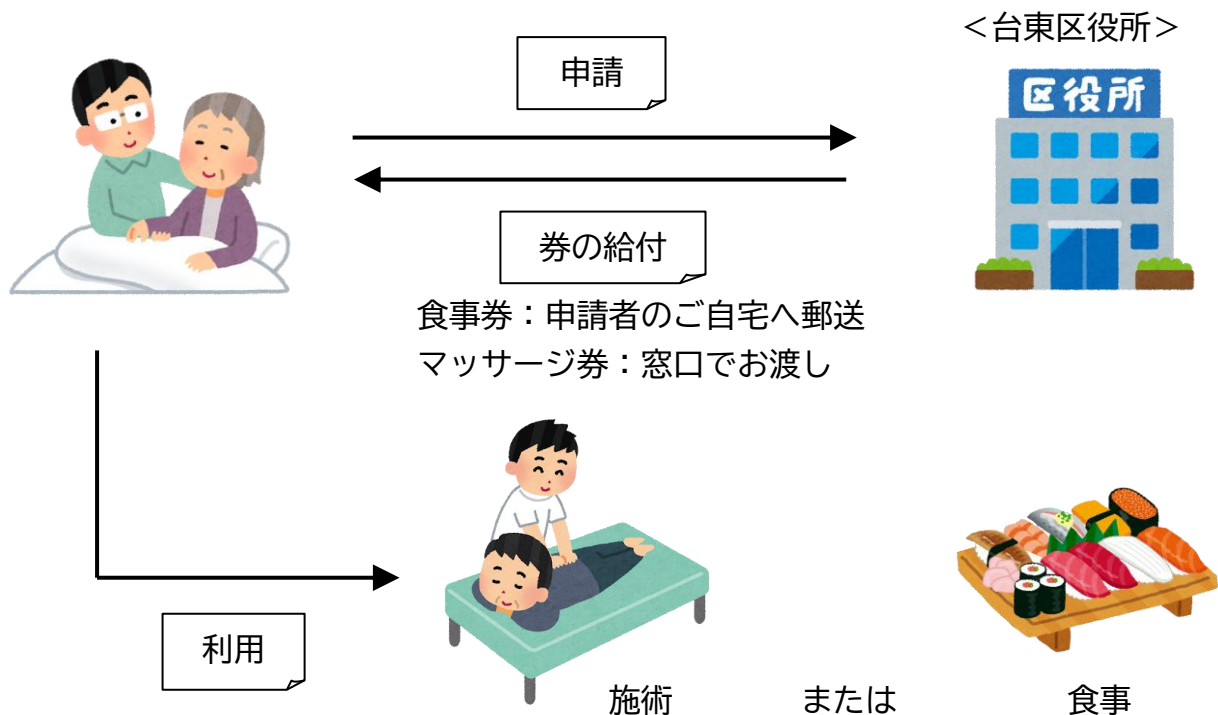 ＜台東区役所＞
申請
区役所
券の給付
食事券：申請者のご自宅へ郵送
マッサージ券：窓口でお渡し
利用
施術 または 食事